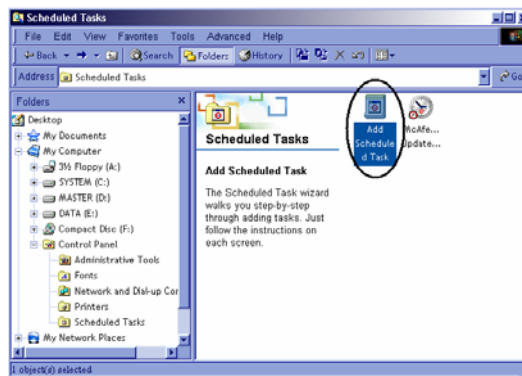 Scheduled Tasks
File Edit View Favorites Tools Advanced Help
Back Search Folders History
Address Scheduled Tasks Go
Folders
Desktop
My Documents
My Computer
3½ Floppy (A:)
SYSTEM (C:)
MASTER (D:)
DATA (E:)
Compact Disc (F:)
Control Panel
Administrative Tools
Fonts
Network and Dial-up Cor
Printers
Scheduled Tasks
My Network Places
Scheduled Tasks
Add Scheduled Task
The Scheduled Task wizard
walks you step-by-step
through adding tasks. Just
follow the instructions on
each screen.
Add
Schedule
d Task
McAfe...
Update...
1 object(s) selected